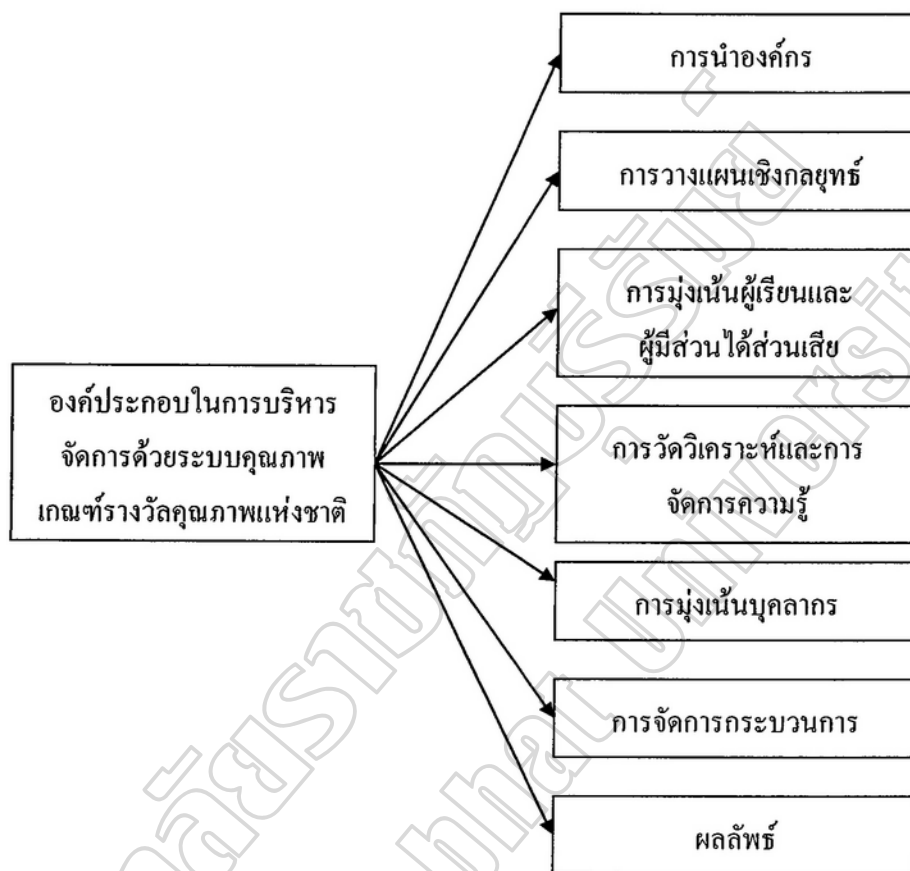 การนำองค์กร
การวางแผนเชิงกลยุทธ์
การมุ่งเน้นผู้เรียนและ
ผู้มีส่วนได้ส่วนเสีย
องค์ประกอบในการบริหาร
จัดการด้วยระบบคุณภาพ
เกณฑ์รางวัลคุณภาพแห่งชาติ
การวัดวิเคราะห์และการ
จัดการความรู้
การมุ่งเน้นบุคลากร
การจัดการกระบวนการ
ผลลัพธ์